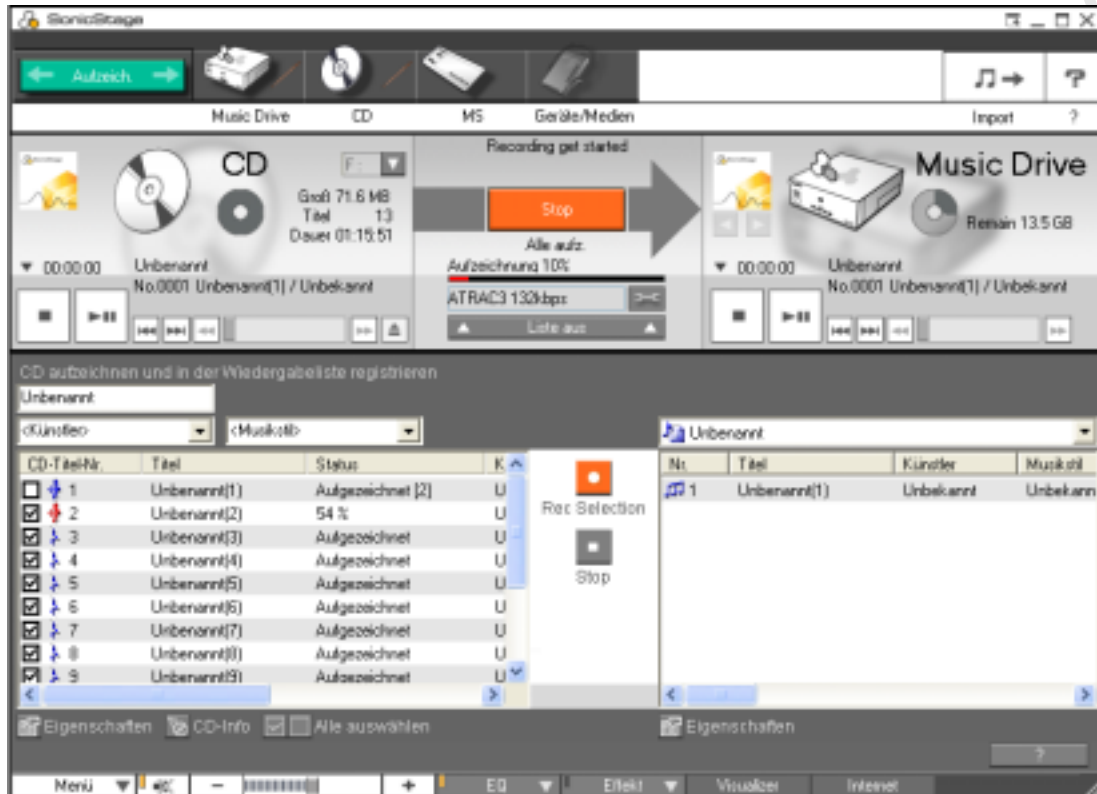 SonicStage
Aufzeich.
Music Drive CD MS Geräte/Medien Import ?
CD
F:
Groß 71.6 MB
Titel 13
Dauer 01:15:51
00:00:00 Unbenannt
No.0001 Unbenannt(1) / Unbekannt
Recording get started
Stop
Alle aufz.
Aufzeichnung 10%
ATRAC3 132kbps
Liste aus
Music Drive
Remain 13.5 GB
00:00:00 Unbenannt
No.0001 Unbenannt(1) / Unbekannt
CD aufzeichnen und in der Wiedergabeliste registrieren
Unbenannt
<Künstler> <Musikstil>
CD-Titel-Nr. Titel Status K
1 Unbenannt(1) Aufgezeichnet [2] U
2 Unbenannt(2) 54 % U
3 Unbenannt(3) Aufgezeichnet U
4 Unbenannt(4) Aufgezeichnet U
5 Unbenannt(5) Aufgezeichnet U
6 Unbenannt(6) Aufgezeichnet U
7 Unbenannt(7) Aufgezeichnet U
8 Unbenannt(8) Aufgezeichnet U
9 Unbenannt(9) Aufgezeichnet U
Rec Selection
Stop
Unbenannt
Nr. Titel Künstler Musikstil
1 Unbenannt(1) Unbekannt Unbekann
Eigenschaften CD-Info Alle auswählen
Eigenschaften
?
Menü - + EQ Effekt Visualizer Internet